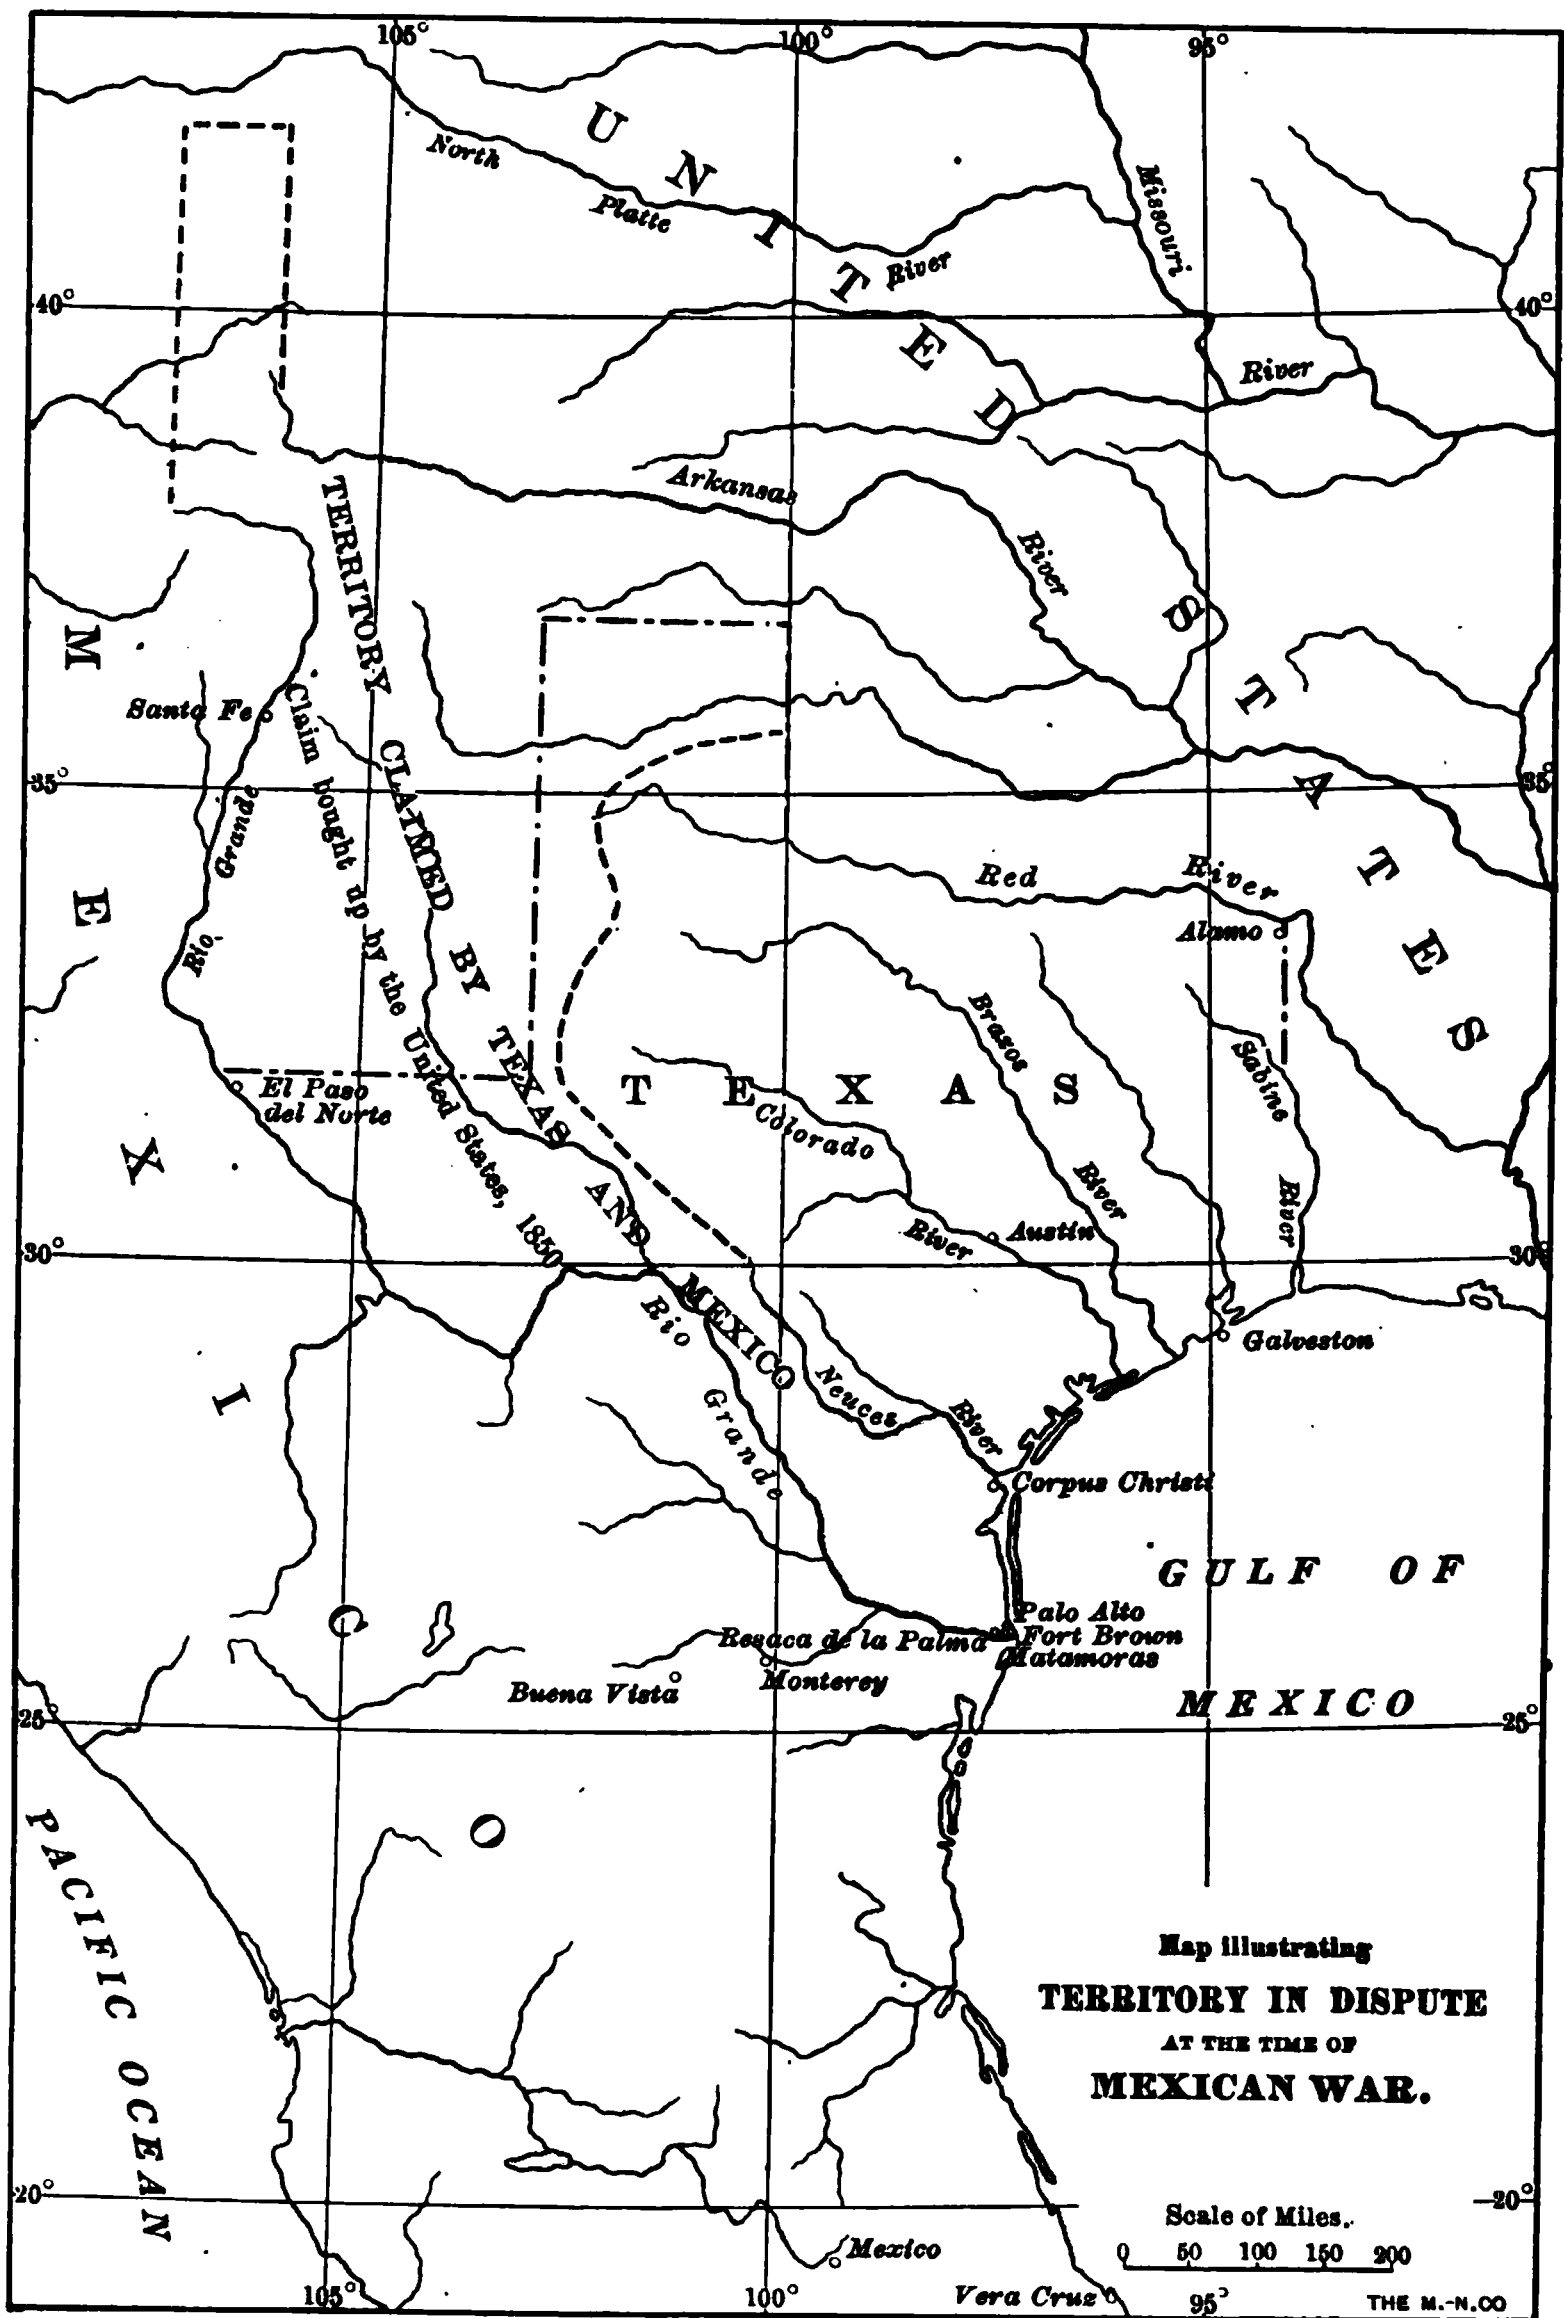 105°
100°
95°
UNITED
STATES
North
Platte
River
Missouri
River
40°
40°
Arkansas
River
TERRITORY CLAIMED BY TEXAS AND MEXICO
Claim bought up by the United States, 1850
MEXICO
Santa Fe
35°
35°
Rio Grande
Red River
Alamo
Brazos
River
Sabine
River
El Paso
del Norte
TEXAS
Colorado
River
Austin
30°
30°
Rio
Grande
Galveston
Neuces
River
Corpus Christi
GULF OF
MEXICO
Palo Alto
Resaca de la Palma
Fort Brown
Matamoras
Buena Vista
Monterey
25°
25°
PACIFIC OCEAN
Map illustrating
TERRITORY IN DISPUTE
AT THE TIME OF
MEXICAN WAR.
20°
20°
Scale of Miles.
0 50 100 150 200
Mexico
Vera Cruz
105°
100°
95°
THE M.-N.CO